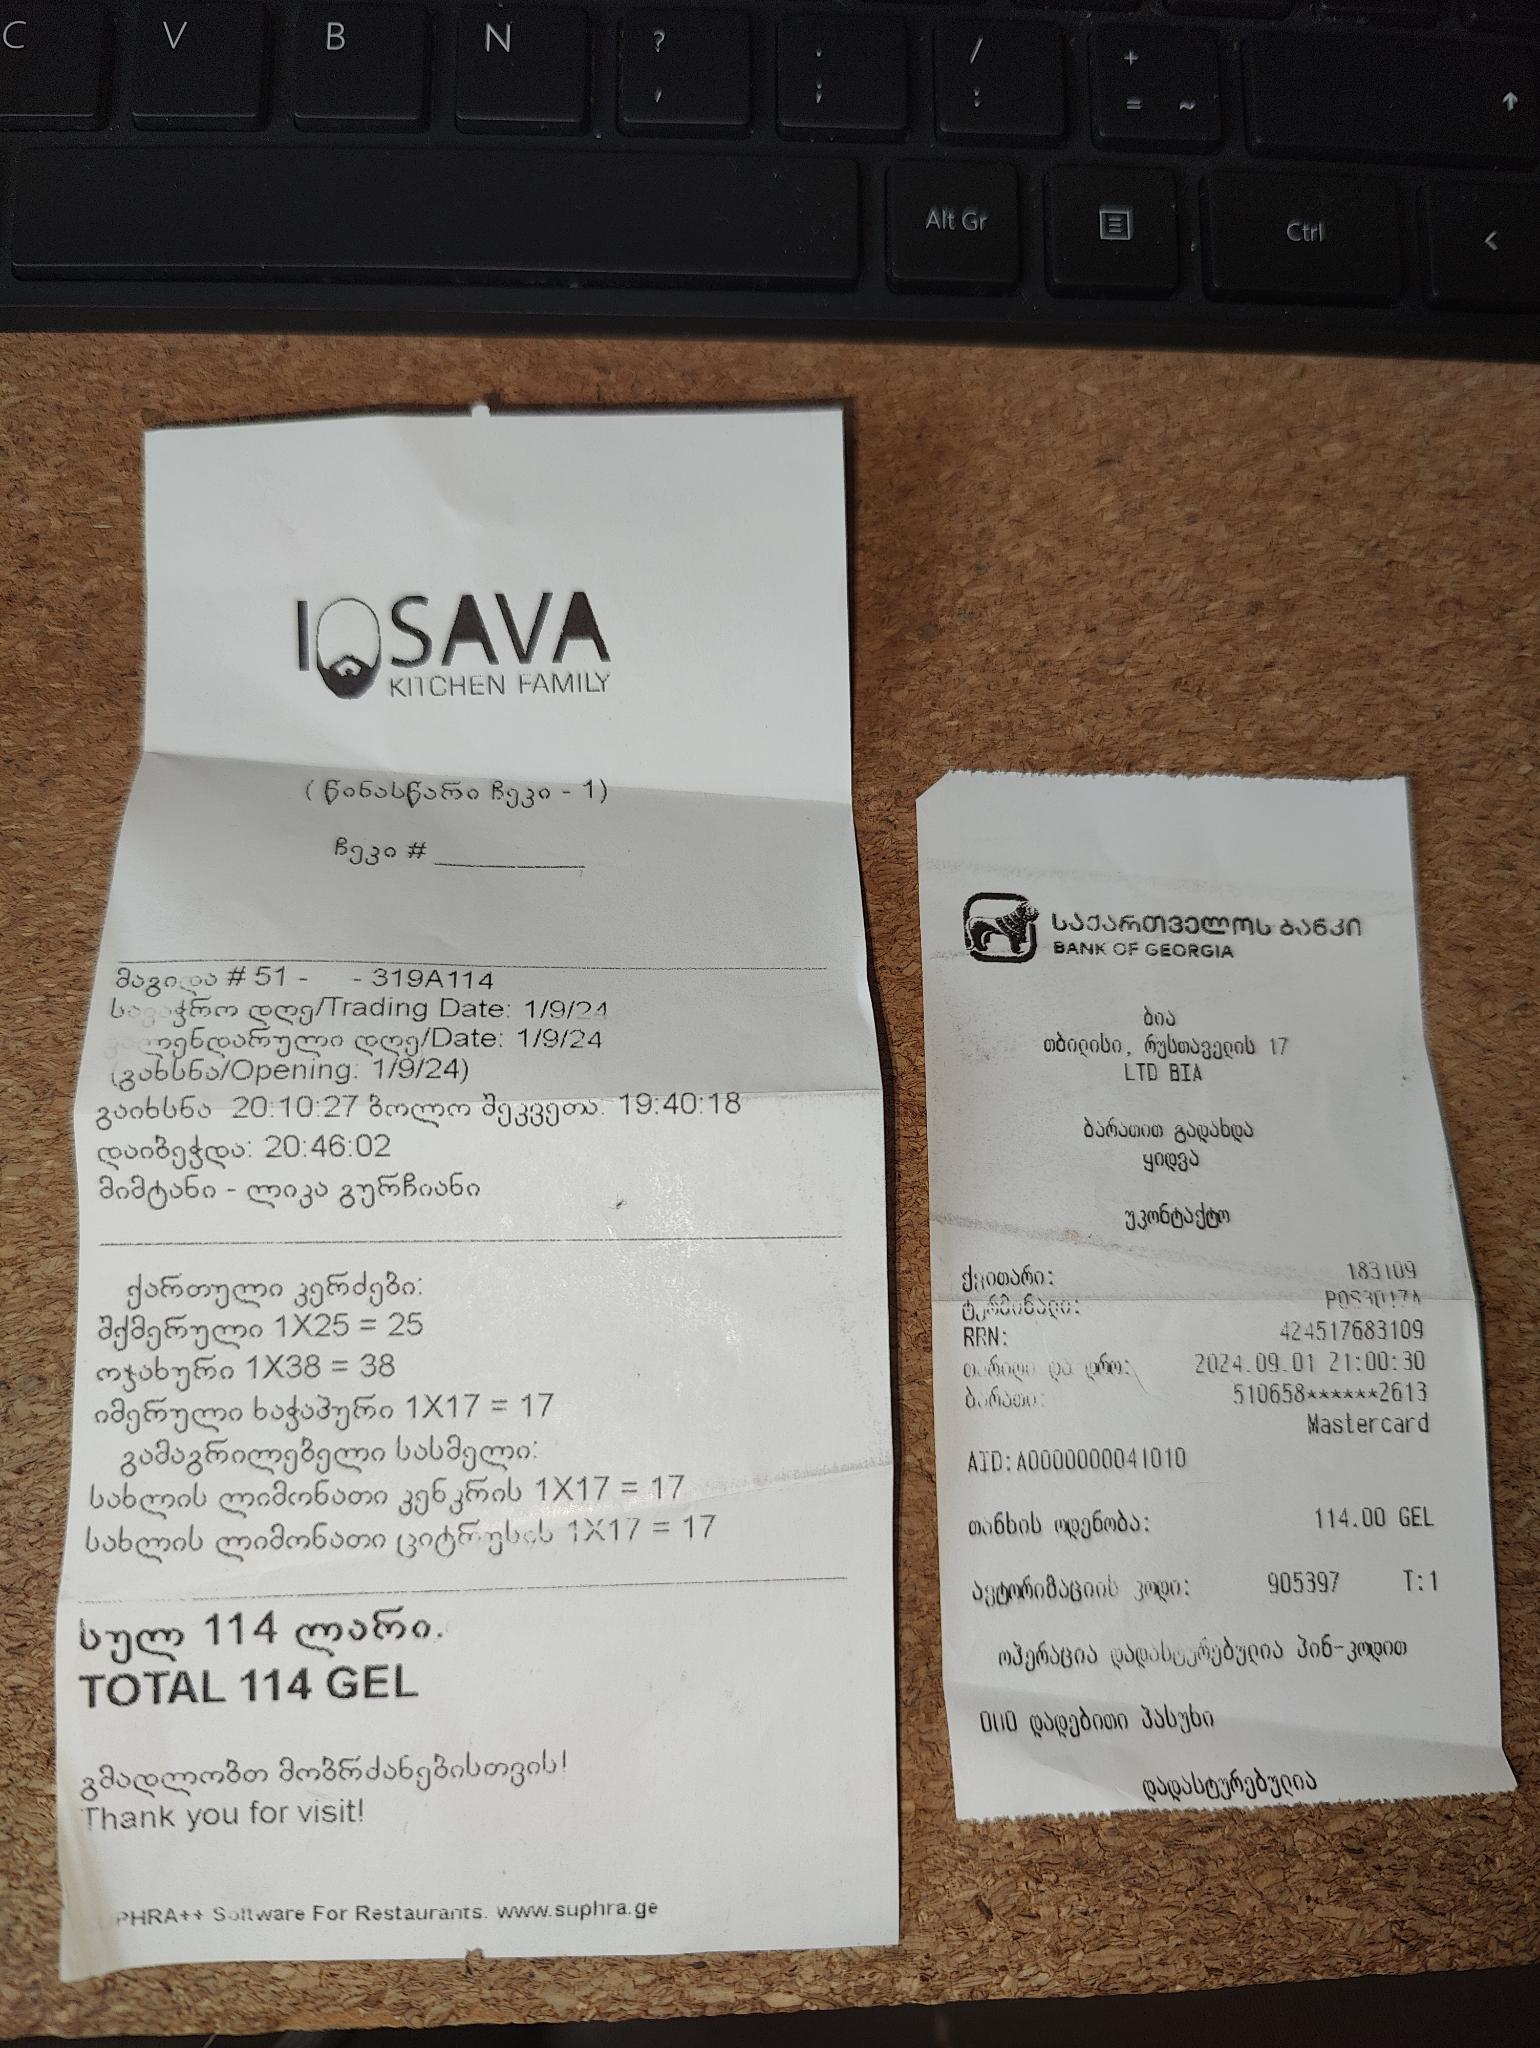 C V B N ? , . ; / : + = ~
Alt Gr Ctrl <
IOSAVA
KITCHEN FAMILY
( წინასწარი ჩეკი - 1)
ჩეკი #
მაგიდა # 51 - - 319A114
სავაჭრო დღე/Trading Date: 1/9/24
კალენდარული დღე/Date: 1/9/24
(გახსნა/Opening: 1/9/24)
გაიხსნა 20:10:27 ბოლო შეკვეთა: 19:40:18
დაიბეჭდა: 20:46:02
მიმტანი - ლიკა გურჩიანი
ქართული კერძები:
შქმერული 1X25 = 25
ოჯახური 1X38 = 38
იმერული ხაჭაპური 1X17 = 17
გამაგრილებელი სასმელი:
სახლის ლიმონათი კენკრის 1X17 = 17
სახლის ლიმონათი ციტრუსის 1X17 = 17
სულ 114 ლარი.
TOTAL 114 GEL
გმადლობთ მობრძანებისთვის!
Thank you for visit!
PHRA++ Software For Restaurants. www.suphra.ge
საქართველოს ბანკი
BANK OF GEORGIA
ბია
თბილისი, რუსთაველის 17
LTD BIA
ბარათით გადახდა
ყიდვა
უკონტაქტო
ქვითარი: 183109
ტერმინალი: POS3017A
RRN: 424517683109
თარიღი და დრო: 2024.09.01 21:00:30
ბარათი: 510658******2613
Mastercard
AID:A0000000041010
თანხის ოდენობა: 114.00 GEL
ავტორიზაციის კოდი: 905397 T:1
ოპერაცია დადასტურებულია პინ-კოდით
000 დადებითი პასუხი
დადასტურებულია